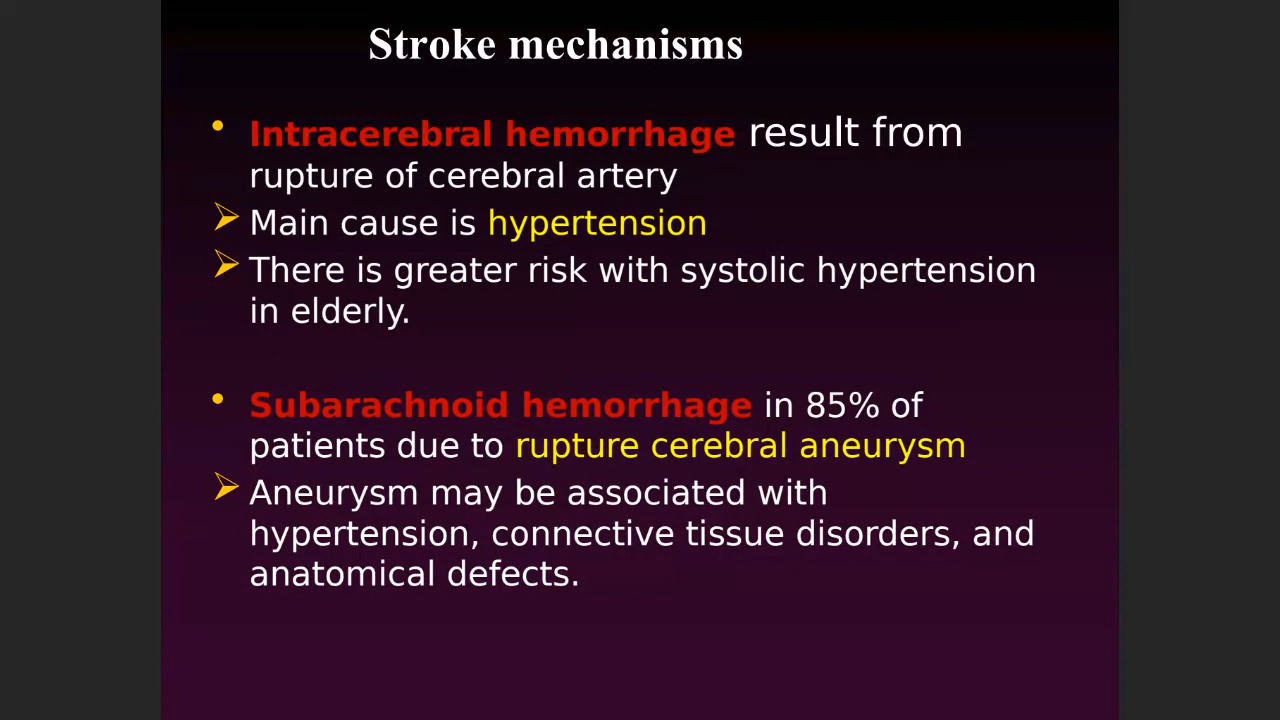 Stroke mechanisms
• Intracerebral hemorrhage result from
rupture of cerebral artery
➢ Main cause is hypertension
➢ There is greater risk with systolic hypertension
in elderly.
• Subarachnoid hemorrhage in 85% of
patients due to rupture cerebral aneurysm
➢ Aneurysm may be associated with
hypertension, connective tissue disorders, and
anatomical defects.